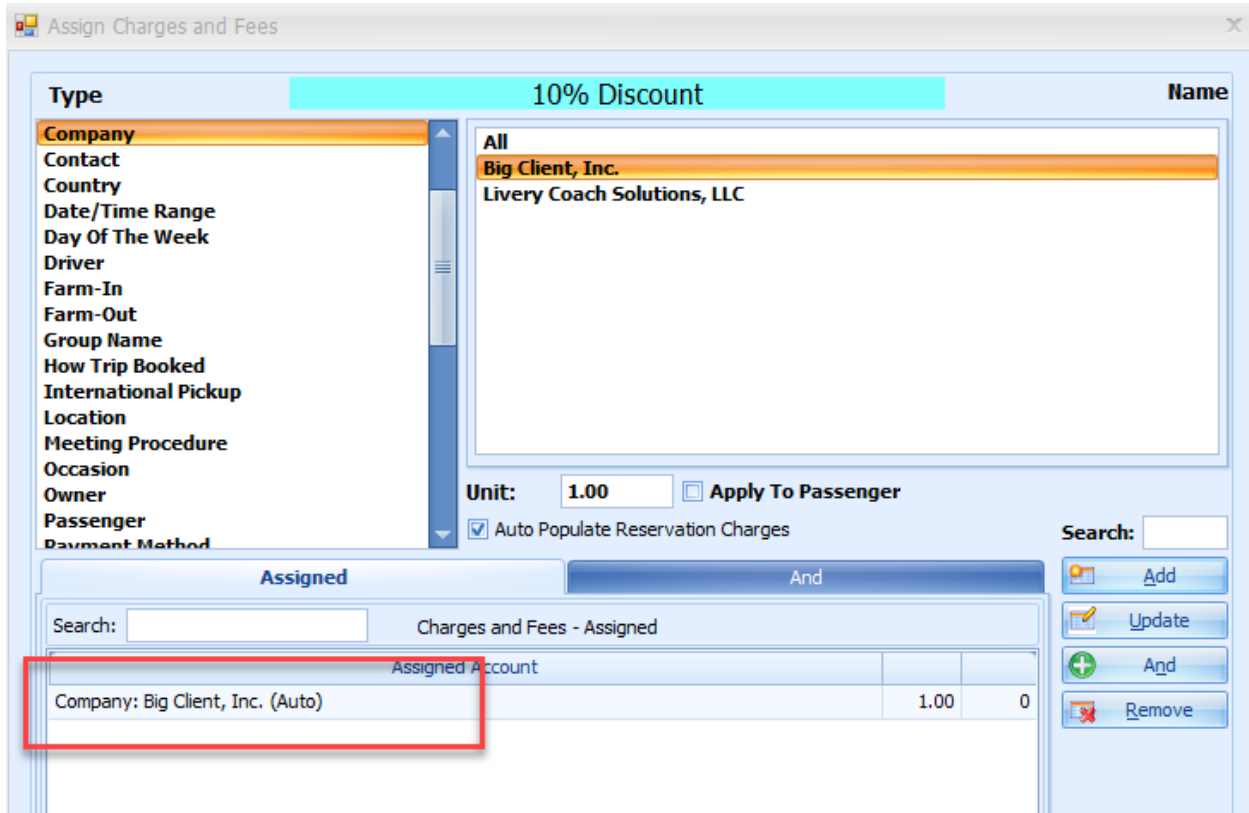 Assign Charges and Fees
Type
10% Discount
Name
Company
Contact
Country
Date/Time Range
Day Of The Week
Driver
Farm-In
Farm-Out
Group Name
How Trip Booked
International Pickup
Location
Meeting Procedure
Occasion
Owner
Passenger
Payment Method
All
Big Client, Inc.
Livery Coach Solutions, LLC
Unit: 1.00 Apply To Passenger
Auto Populate Reservation Charges
Search:
Assigned
And
Search: Charges and Fees - Assigned
Assigned Account
Company: Big Client, Inc. (Auto) 1.00 0
Add
Update
And
Remove